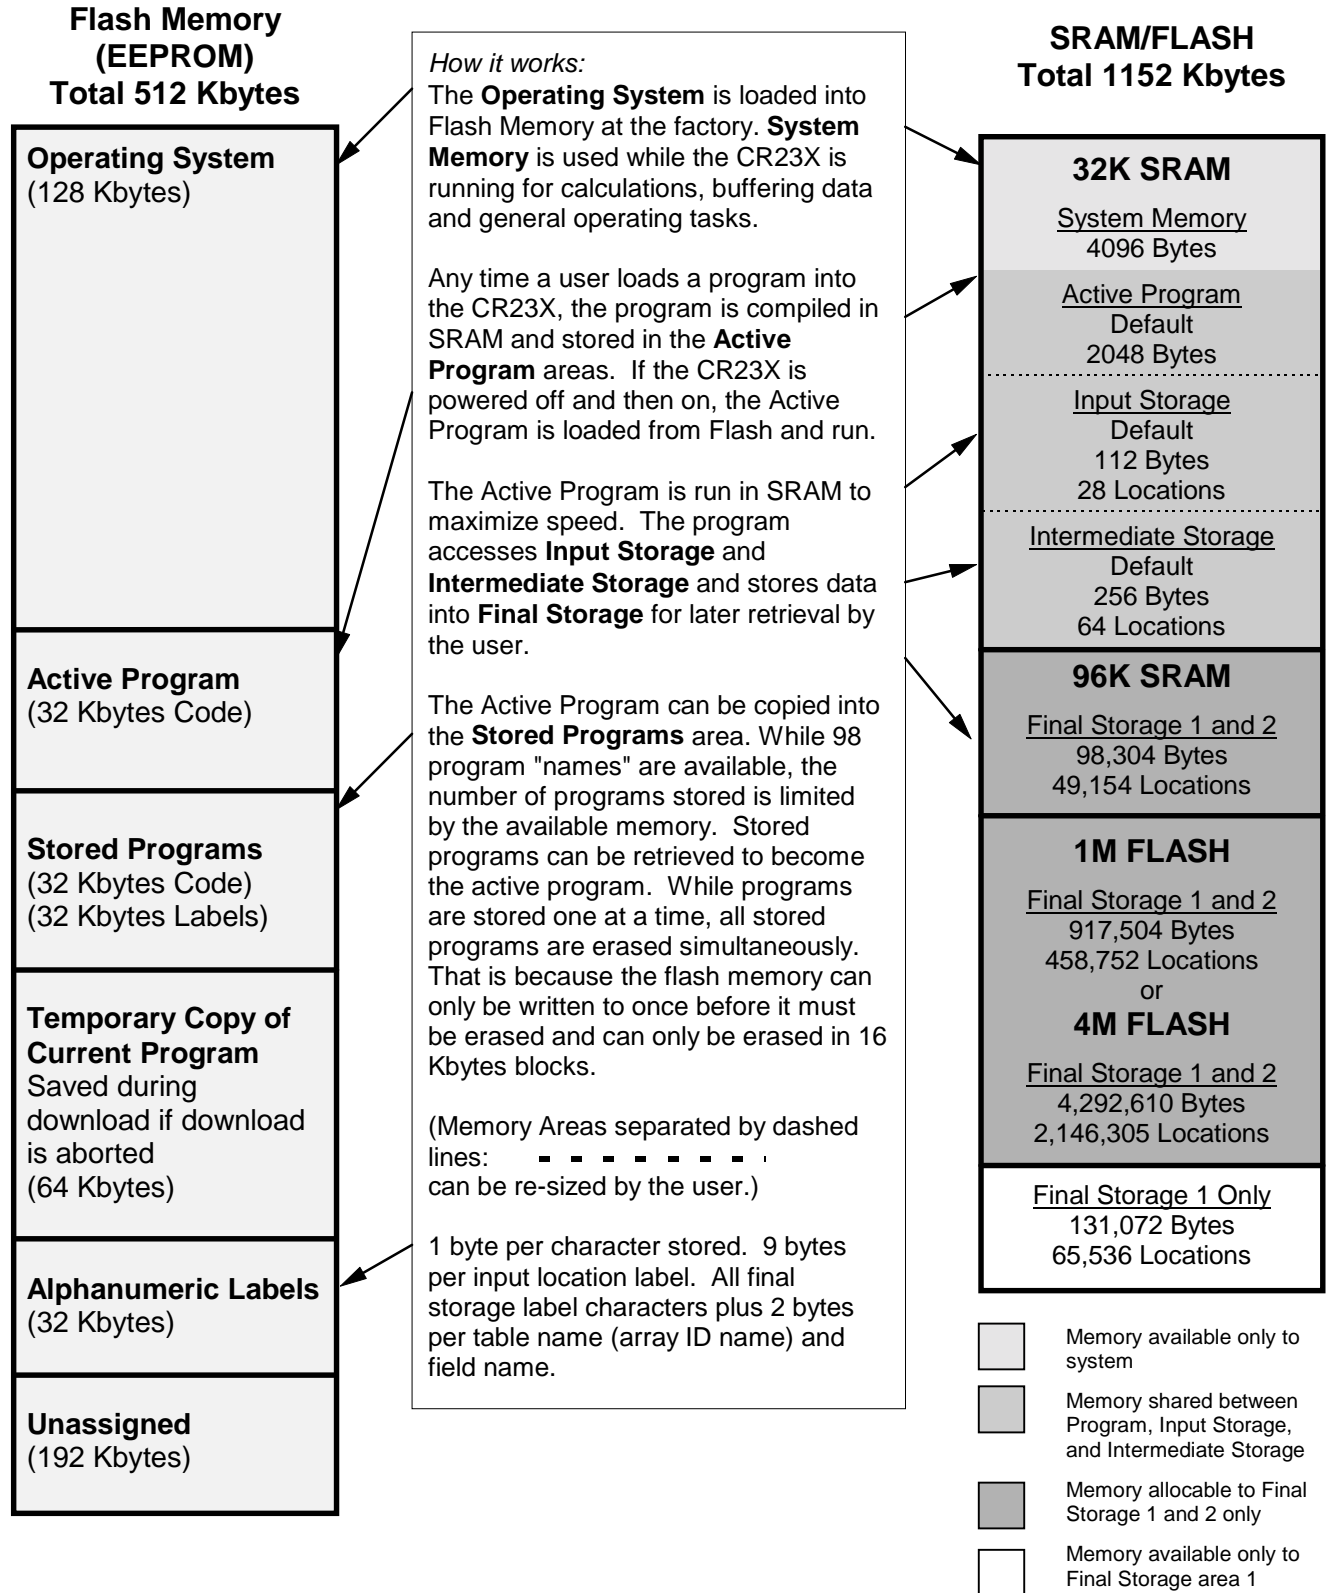 Flash Memory
(EEPROM)
Total 512 Kbytes
Operating System
(128 Kbytes)
Active Program
(32 Kbytes Code)
Stored Programs
(32 Kbytes Code)
(32 Kbytes Labels)
Temporary Copy of
Current Program
Saved during
download if download
is aborted
(64 Kbytes)
Alphanumeric Labels
(32 Kbytes)
Unassigned
(192 Kbytes)
How it works:
The Operating System is loaded into
Flash Memory at the factory. System
Memory is used while the CR23X is
running for calculations, buffering data
and general operating tasks.
Any time a user loads a program into
the CR23X, the program is compiled in
SRAM and stored in the Active
Program areas. If the CR23X is
powered off and then on, the Active
Program is loaded from Flash and run.
The Active Program is run in SRAM to
maximize speed. The program
accesses Input Storage and
Intermediate Storage and stores data
into Final Storage for later retrieval by
the user.
The Active Program can be copied into
the Stored Programs area. While 98
program "names" are available, the
number of programs stored is limited
by the available memory. Stored
programs can be retrieved to become
the active program. While programs
are stored one at a time, all stored
programs are erased simultaneously.
That is because the flash memory can
only be written to once before it must
be erased and can only be erased in 16
Kbytes blocks.
(Memory Areas separated by dashed
lines:
can be re-sized by the user.)
1 byte per character stored. 9 bytes
per input location label. All final
storage label characters plus 2 bytes
per table name (array ID name) and
field name.
SRAM/FLASH
Total 1152 Kbytes
32K SRAM
System Memory
4096 Bytes
Active Program
Default
2048 Bytes
Input Storage
Default
112 Bytes
28 Locations
Intermediate Storage
Default
256 Bytes
64 Locations
96K SRAM
Final Storage 1 and 2
98,304 Bytes
49,154 Locations
1M FLASH
Final Storage 1 and 2
917,504 Bytes
458,752 Locations
or
4M FLASH
Final Storage 1 and 2
4,292,610 Bytes
2,146,305 Locations
Final Storage 1 Only
131,072 Bytes
65,536 Locations
Memory available only to
system
Memory shared between
Program, Input Storage,
and Intermediate Storage
Memory allocable to Final
Storage 1 and 2 only
Memory available only to
Final Storage area 1